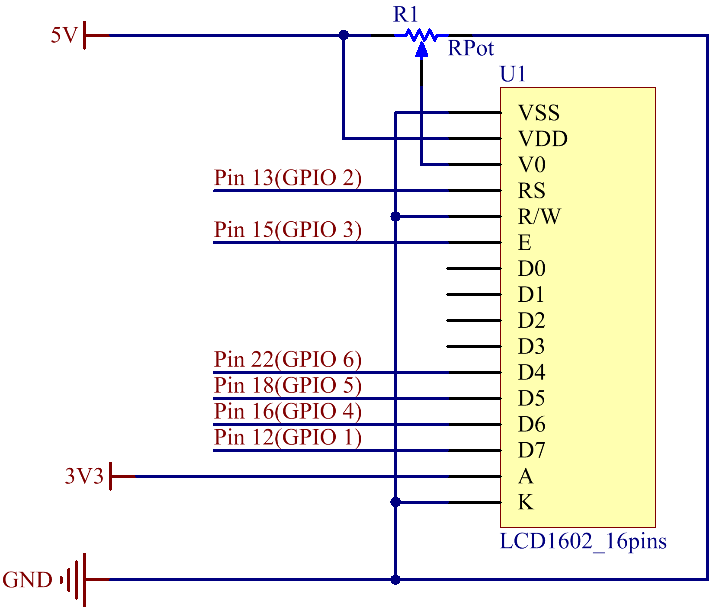 R1
5V
RPot
U1
VSS
VDD
V0
Pin 13(GPIO 2)
RS
R/W
Pin 15(GPIO 3)
E
D0
D1
D2
D3
Pin 22(GPIO 6)
D4
Pin 18(GPIO 5)
D5
Pin 16(GPIO 4)
D6
Pin 12(GPIO 1)
D7
3V3
A
K
LCD1602_16pins
GND